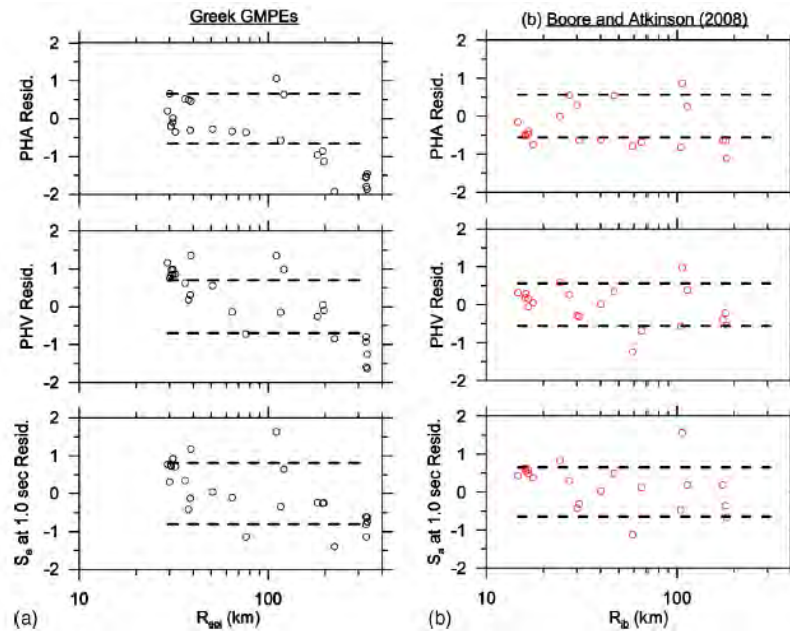 Greek GMPEs
(b) Boore and Atkinson (2008)
PHA Resid.
2
1
0
-1
-2
PHA Resid.
2
1
0
-1
-2
PHV Resid.
2
1
0
-1
-2
PHV Resid.
2
1
0
-1
-2
Sa at 1.0 sec Resid.
2
1
0
-1
-2
10
100
Sa at 1.0 sec Resid.
2
1
0
-1
-2
10
100
(a)
Repi (km)
(b)
Rjb (km)